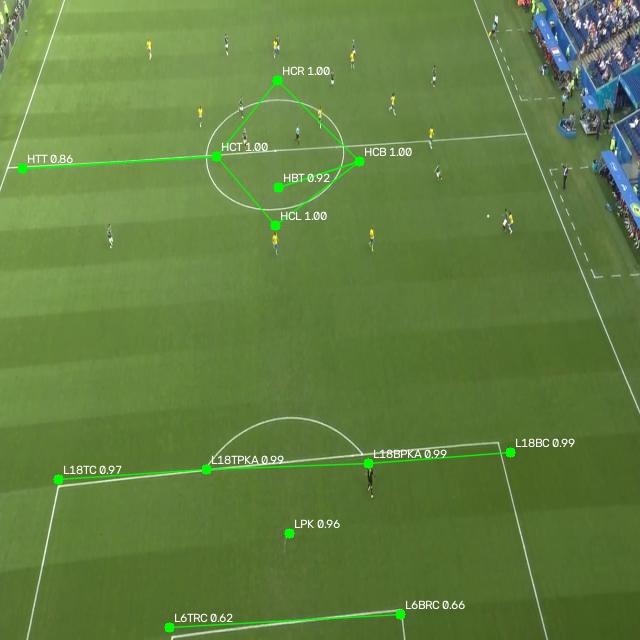 HCR 1.00
HCT 1.00
HCB 1.00
HTT 0.86
HBT 0.92
HCL 1.00
L18BC 0.99
L18TPKA 0.99
L18BPKA 0.99
L18TC 0.97
LPK 0.96
L6BRC 0.66
L6TRC 0.62